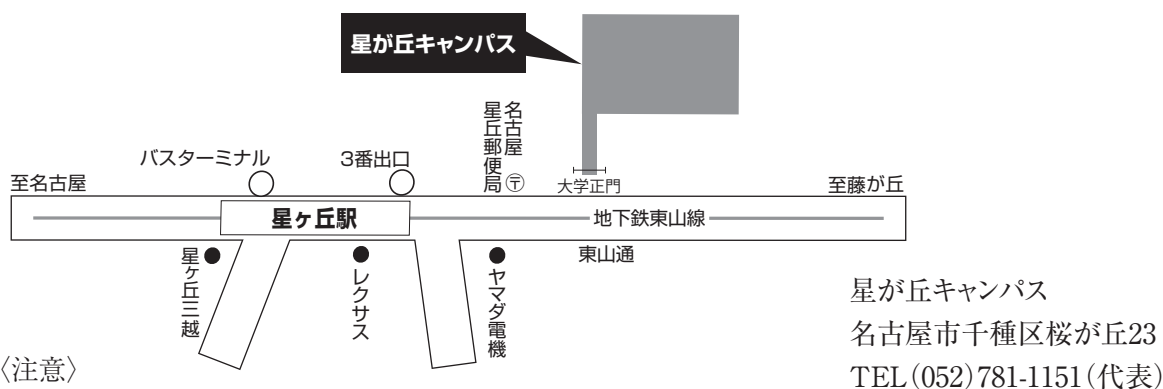 星が丘キャンパス
名古屋
星丘郵便局
〒
バスターミナル
3番出口
大学正門
至名古屋
至藤が丘
星ヶ丘駅
地下鉄東山線
東山通
星ヶ丘三越
レクサス
ヤマダ電機
星が丘キャンパス
名古屋市千種区桜が丘23
TEL(052)781-1151(代表)
〈注意〉